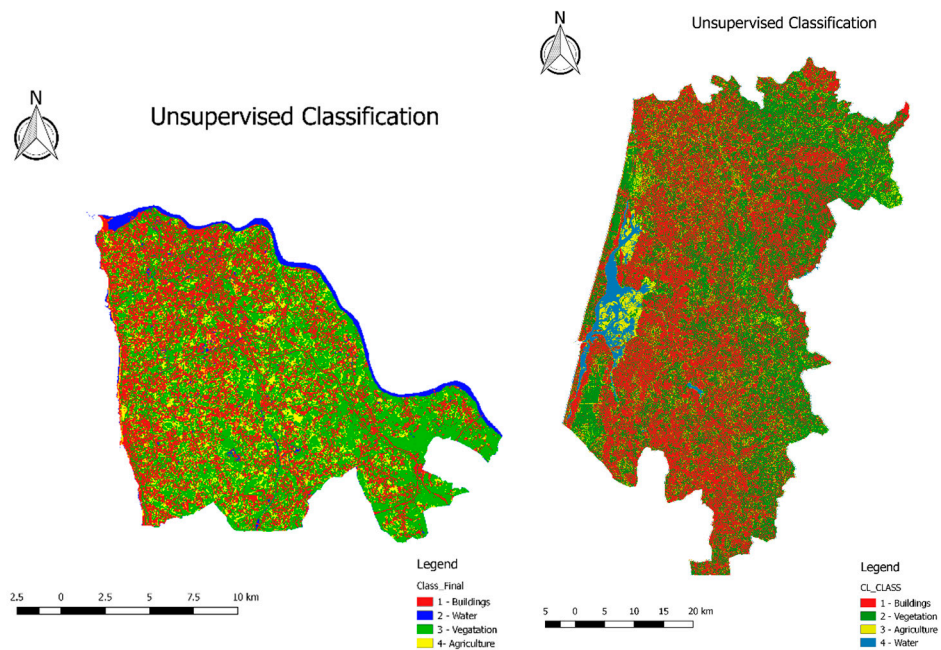 N
Unsupervised Classification
Legend
Class_Final
1 - Buildings
2 - Water
3 - Vegatation
4- Agriculture
2.5 0 2.5 5 7.5 10 km
N
Unsupervised Classification
Legend
CL_CLASS
1 - Buildings
2 - Vegetation
3 - Agriculture
4 - Water
5 0 5 10 15 20 km